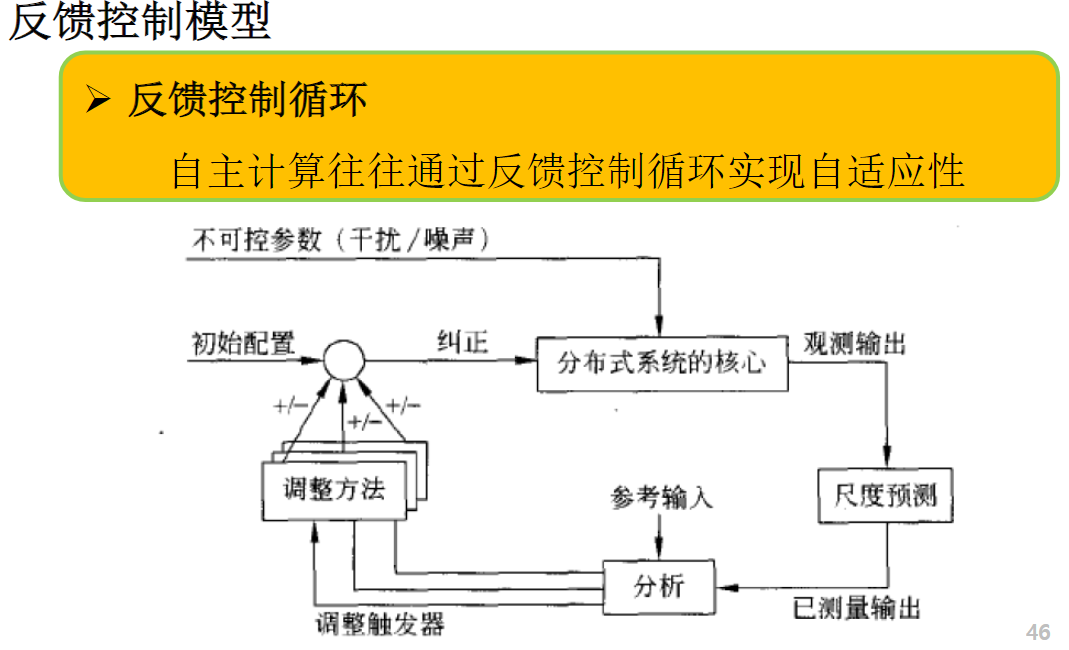 反馈控制模型
➢ 反馈控制循环
自主计算往往通过反馈控制循环实现自适应性
不可控参数（干扰/噪声）
初始配置
纠正
分布式系统的核心
观测输出
+/−
+/−
+/−
调整方法
参考输入
尺度预测
分析
调整触发器
已测量输出
46